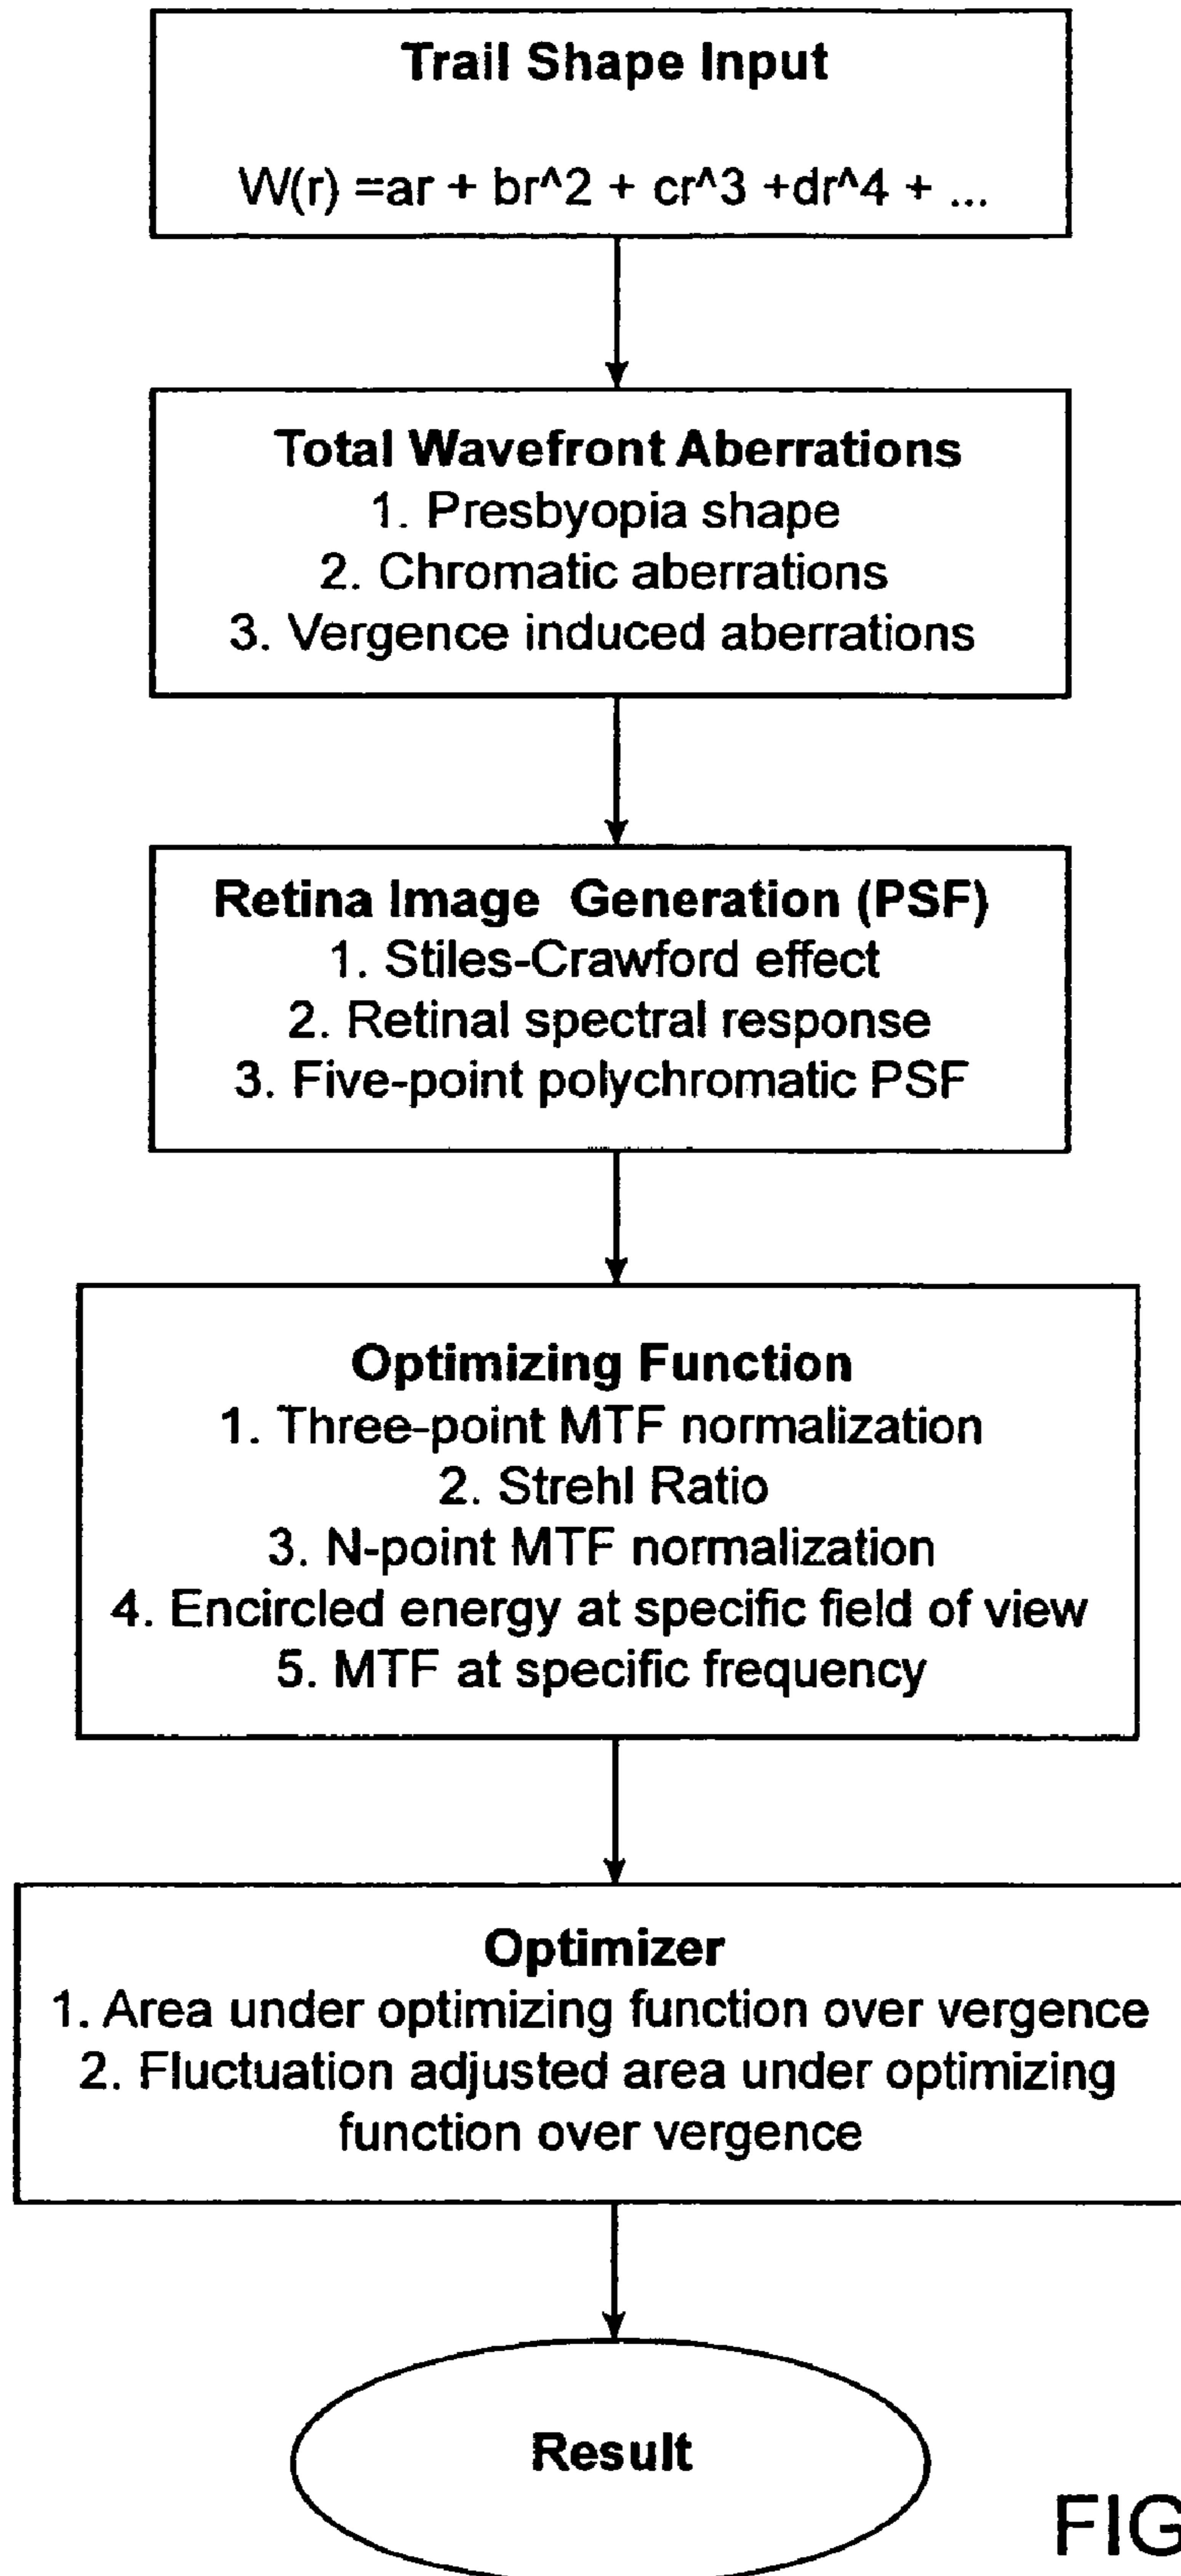 Trail Shape Input
W(r) =ar + br^2 + cr^3 +dr^4 + ...
Total Wavefront Aberrations
1. Presbyopia shape
2. Chromatic aberrations
3. Vergence induced aberrations
Retina Image Generation (PSF)
1. Stiles-Crawford effect
2. Retinal spectral response
3. Five-point polychromatic PSF
Optimizing Function
1. Three-point MTF normalization
2. Strehl Ratio
3. N-point MTF normalization
4. Encircled energy at specific field of view
5. MTF at specific frequency
Optimizer
1. Area under optimizing function over vergence
2. Fluctuation adjusted area under optimizing
function over vergence
Result
FIG